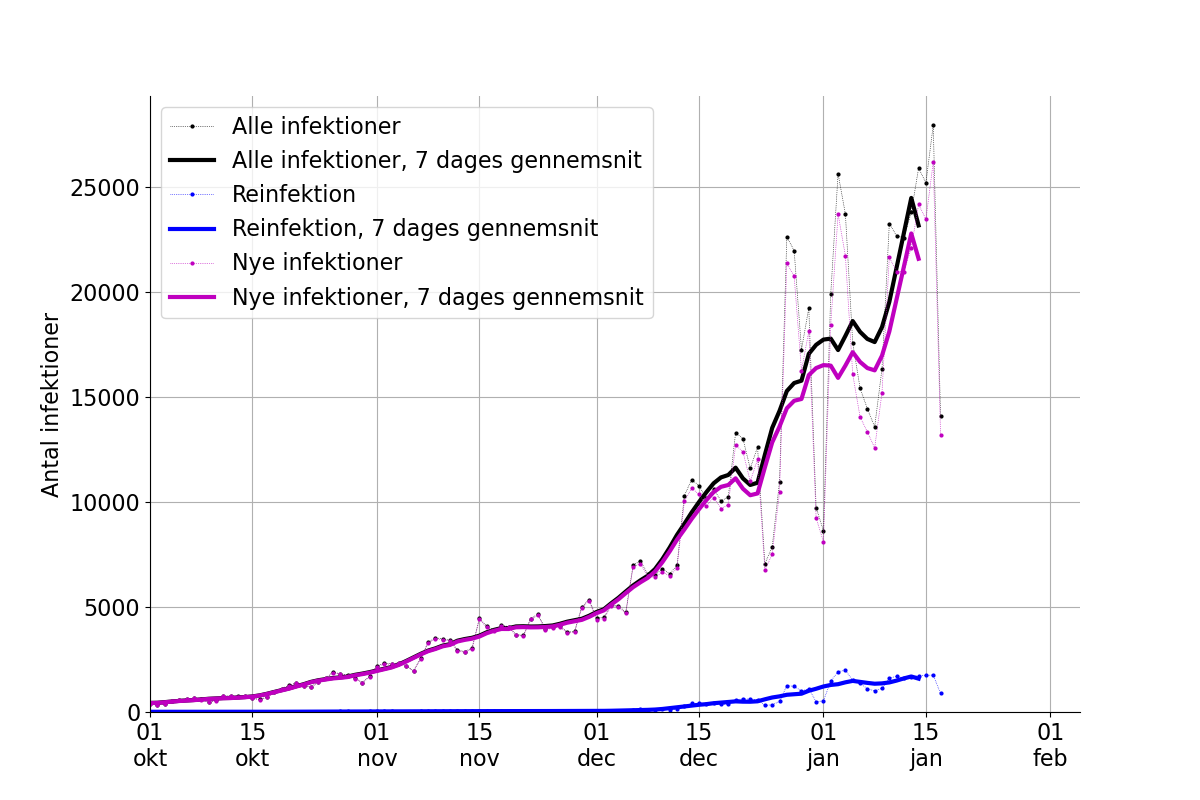 Alle infektioner
Alle infektioner, 7 dages gennemsnit
Reinfektion
Reinfektion, 7 dages gennemsnit
Nye infektioner
Nye infektioner, 7 dages gennemsnit
Antal infektioner
25000
20000
15000
10000
5000
0
01 15 01 15 01 15 01 15 01
okt okt nov nov dec dec jan jan feb